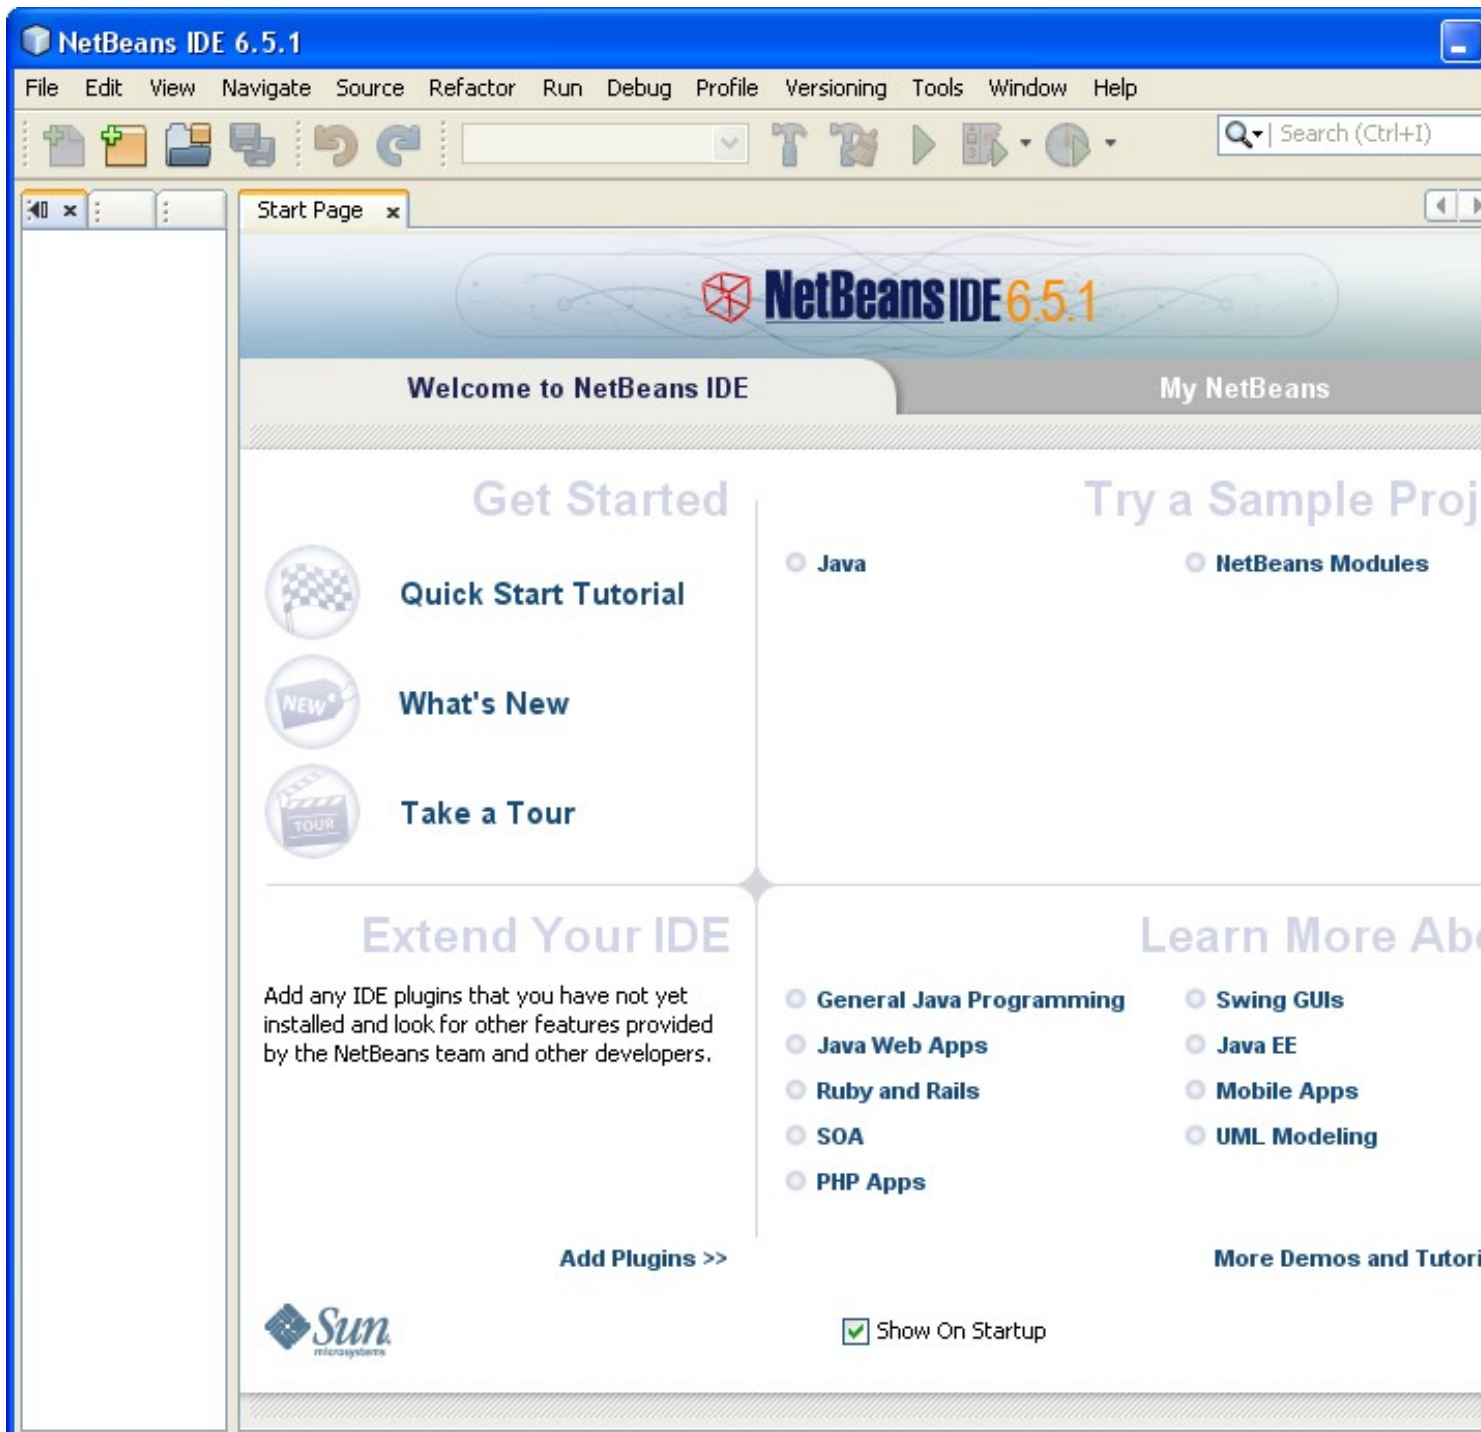 NetBeans IDE 6.5.1
File Edit View Navigate Source Refactor Run Debug Profile Versioning Tools Window Help
Search (Ctrl+I)
Start Page
NetBeans IDE 6.5.1
Welcome to NetBeans IDE
My NetBeans
Get Started
Quick Start Tutorial
NEW
What's New
TOUR
Take a Tour
Try a Sample Proj
Java
NetBeans Modules
Extend Your IDE
Add any IDE plugins that you have not yet
installed and look for other features provided
by the NetBeans team and other developers.
Add Plugins >>
Learn More Abo
General Java Programming
Swing GUIs
Java Web Apps
Java EE
Ruby and Rails
Mobile Apps
SOA
UML Modeling
PHP Apps
More Demos and Tutori
Sun
microsystems
Show On Startup